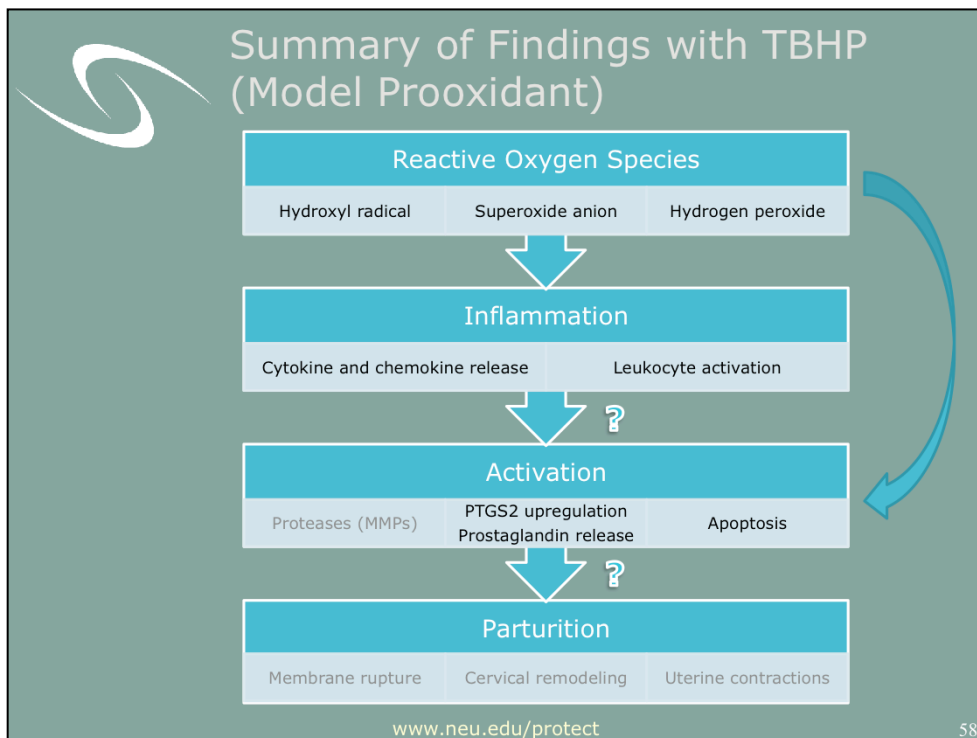 Summary of Findings with TBHP
(Model Prooxidant)
Reactive Oxygen Species
Hydroxyl radical
Superoxide anion
Hydrogen peroxide
Inflammation
Cytokine and chemokine release
Leukocyte activation
?
Activation
Proteases (MMPs)
PTGS2 upregulation
Prostaglandin release
Apoptosis
?
Parturition
Membrane rupture
Cervical remodeling
Uterine contractions
www.neu.edu/protect
58